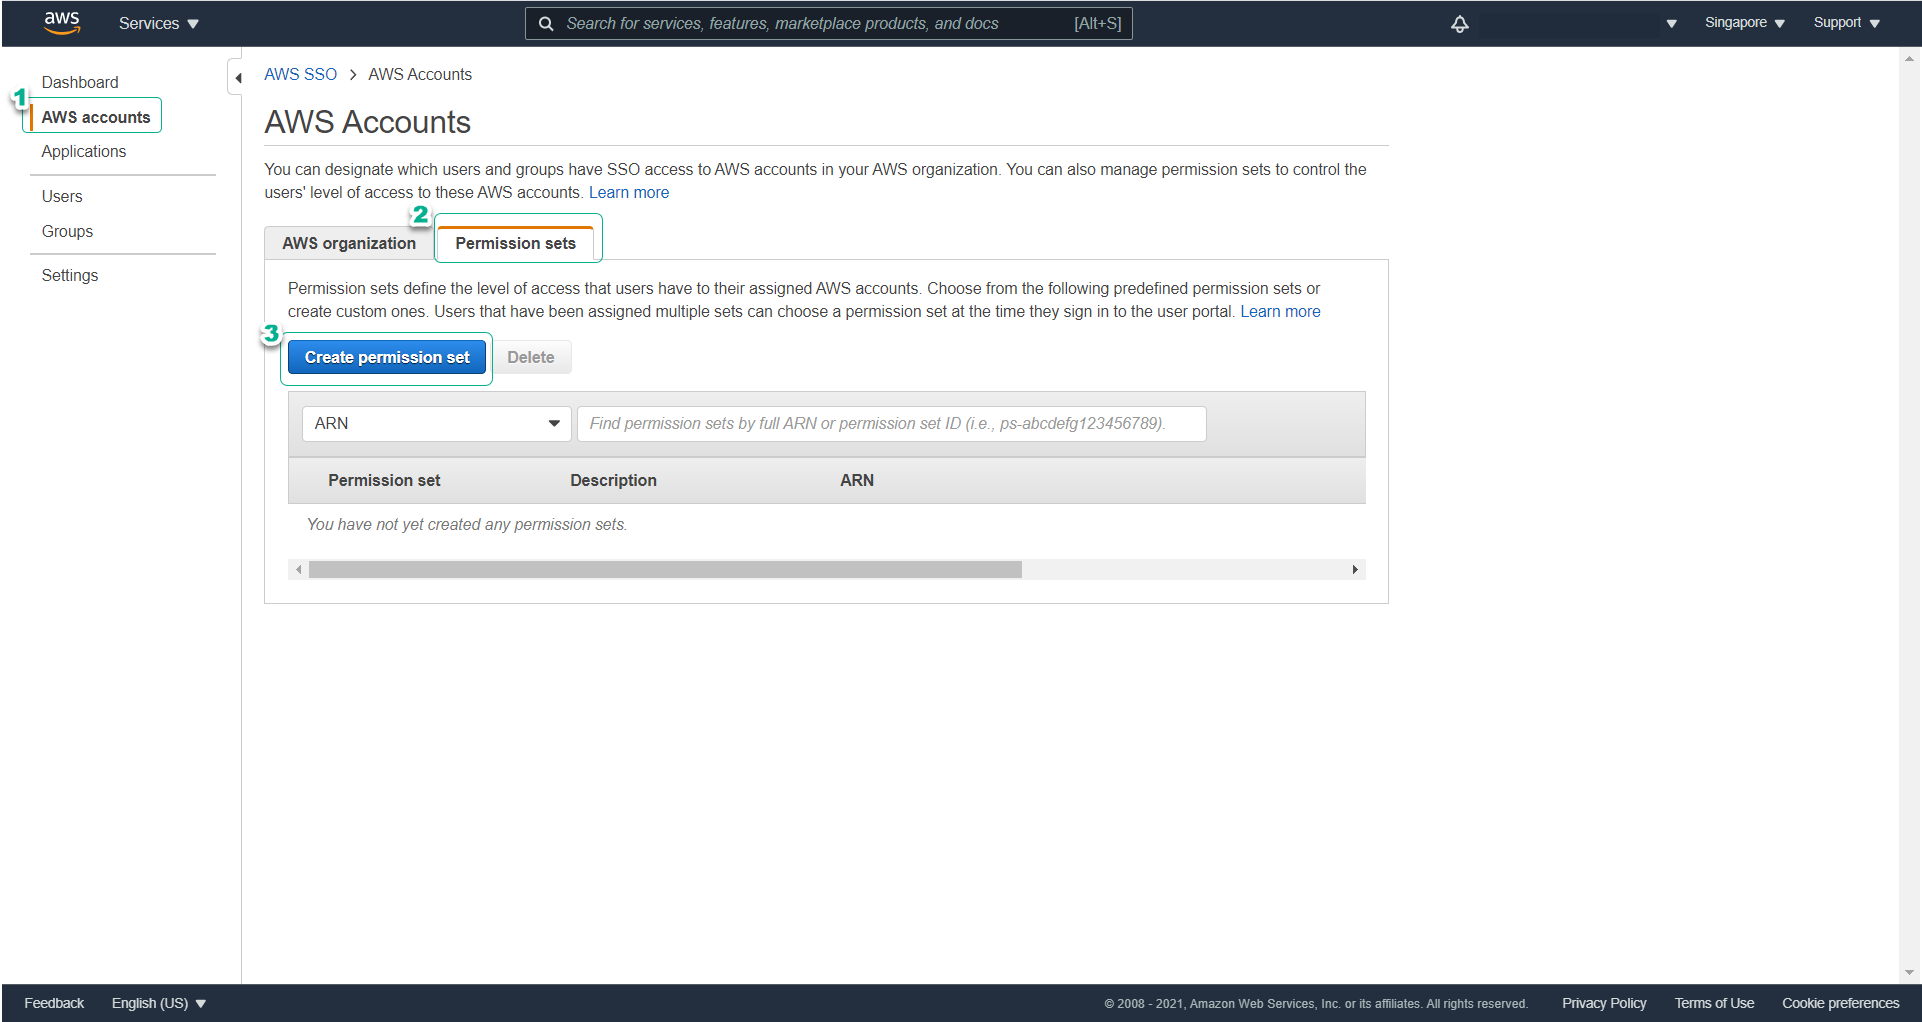 aws Services Search for services, features, marketplace products, and docs [Alt+S] Singapore Support
Dashboard
1
AWS accounts
Applications
Users
Groups
Settings
AWS SSO > AWS Accounts
AWS Accounts
You can designate which users and groups have SSO access to AWS accounts in your AWS organization. You can also manage permission sets to control the
users' level of access to these AWS accounts. Learn more
2
AWS organization Permission sets
Permission sets define the level of access that users have to their assigned AWS accounts. Choose from the following predefined permission sets or
create custom ones. Users that have been assigned multiple sets can choose a permission set at the time they sign in to the user portal. Learn more
3
Create permission set Delete
ARN Find permission sets by full ARN or permission set ID (i.e., ps-abcdefg123456789).
Permission set Description ARN
You have not yet created any permission sets.
Feedback English (US) © 2008 - 2021, Amazon Web Services, Inc. or its affiliates. All rights reserved. Privacy Policy Terms of Use Cookie preferences